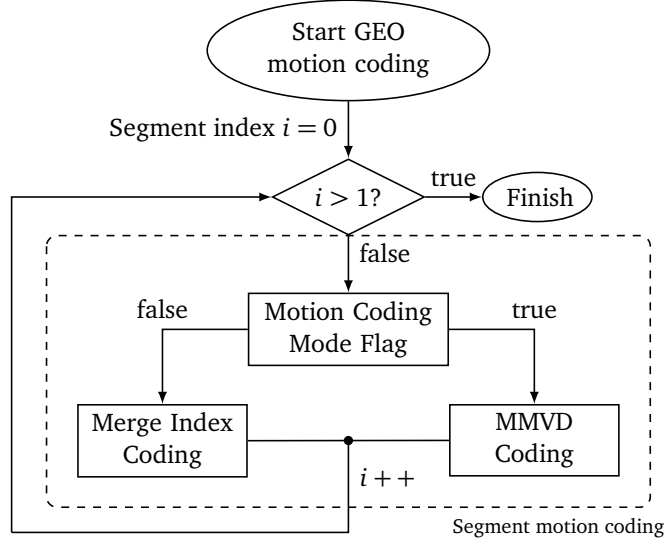 Start GEO
motion coding
Segment index i = 0
i > 1?
true
Finish
false
false
Motion Coding
Mode Flag
true
Merge Index
Coding
MMVD
Coding
i ++
Segment motion coding